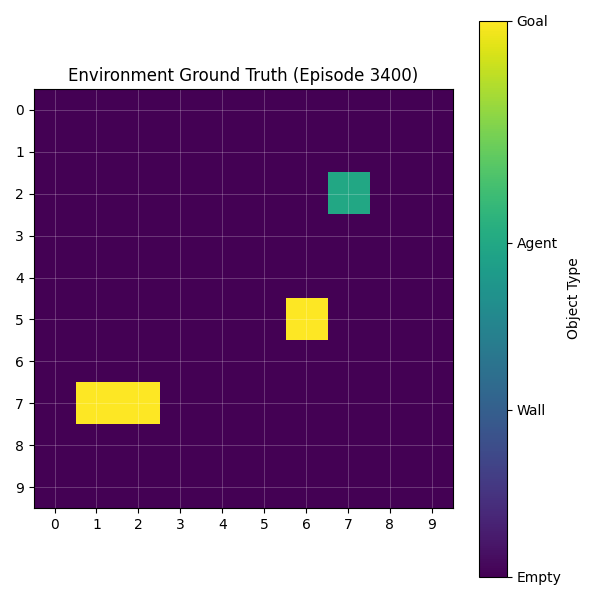 Environment Ground Truth (Episode 3400)
0
1
2
3
4
5
6
7
8
9
0 1 2 3 4 5 6 7 8 9
Goal
Agent
Wall
Empty
Object Type